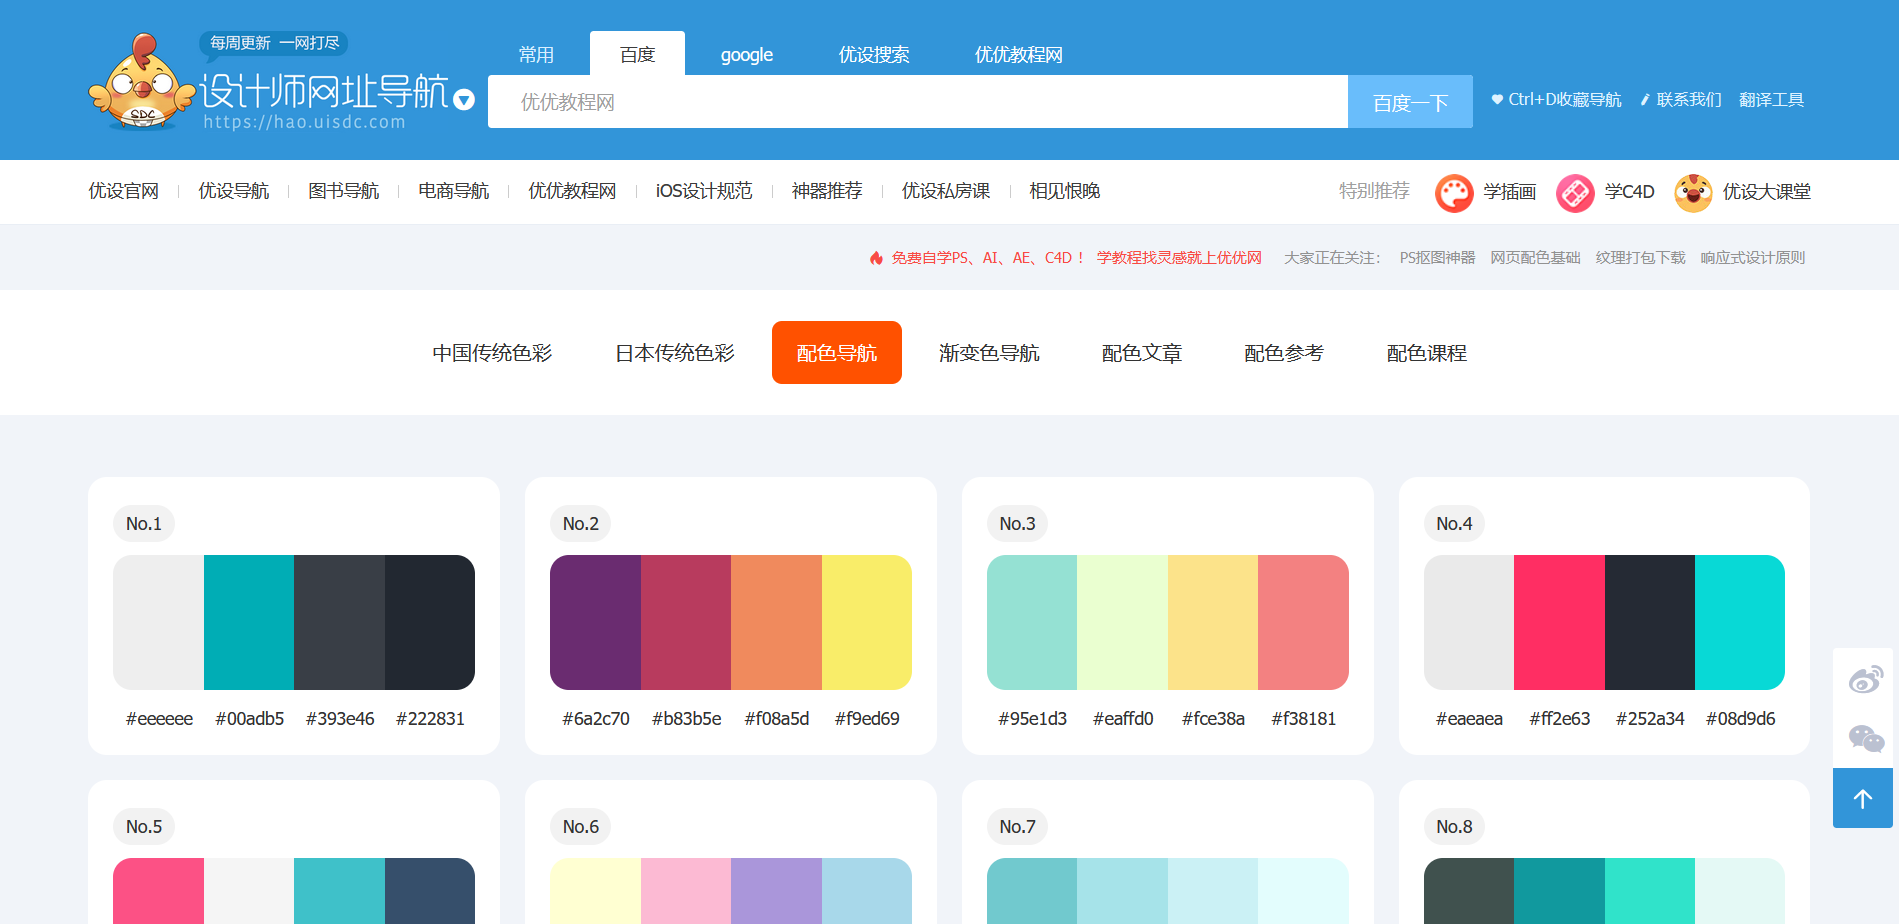 每周更新 一网打尽
设计师网址导航
SDC
https://hao.uisdc.com
常用 百度 google 优设搜索 优优教程网
优优教程网 百度一下
Ctrl+D收藏导航 联系我们 翻译工具
优设官网 优设导航 图书导航 电商导航 优优教程网 iOS设计规范 神器推荐 优设私房课 相见恨晚
特别推荐 学插画 学C4D 优设大课堂
免费自学PS、AI、AE、C4D！ 学教程找灵感就上优优网 大家正在关注： PS抠图神器 网页配色基础 纹理打包下载 响应式设计原则
中国传统色彩 日本传统色彩 配色导航 渐变色导航 配色文章 配色参考 配色课程
No.1
#eeeeee #00adb5 #393e46 #222831
No.2
#6a2c70 #b83b5e #f08a5d #f9ed69
No.3
#95e1d3 #eaffd0 #fce38a #f38181
No.4
#eaeaea #ff2e63 #252a34 #08d9d6
No.5
No.6
No.7
No.8